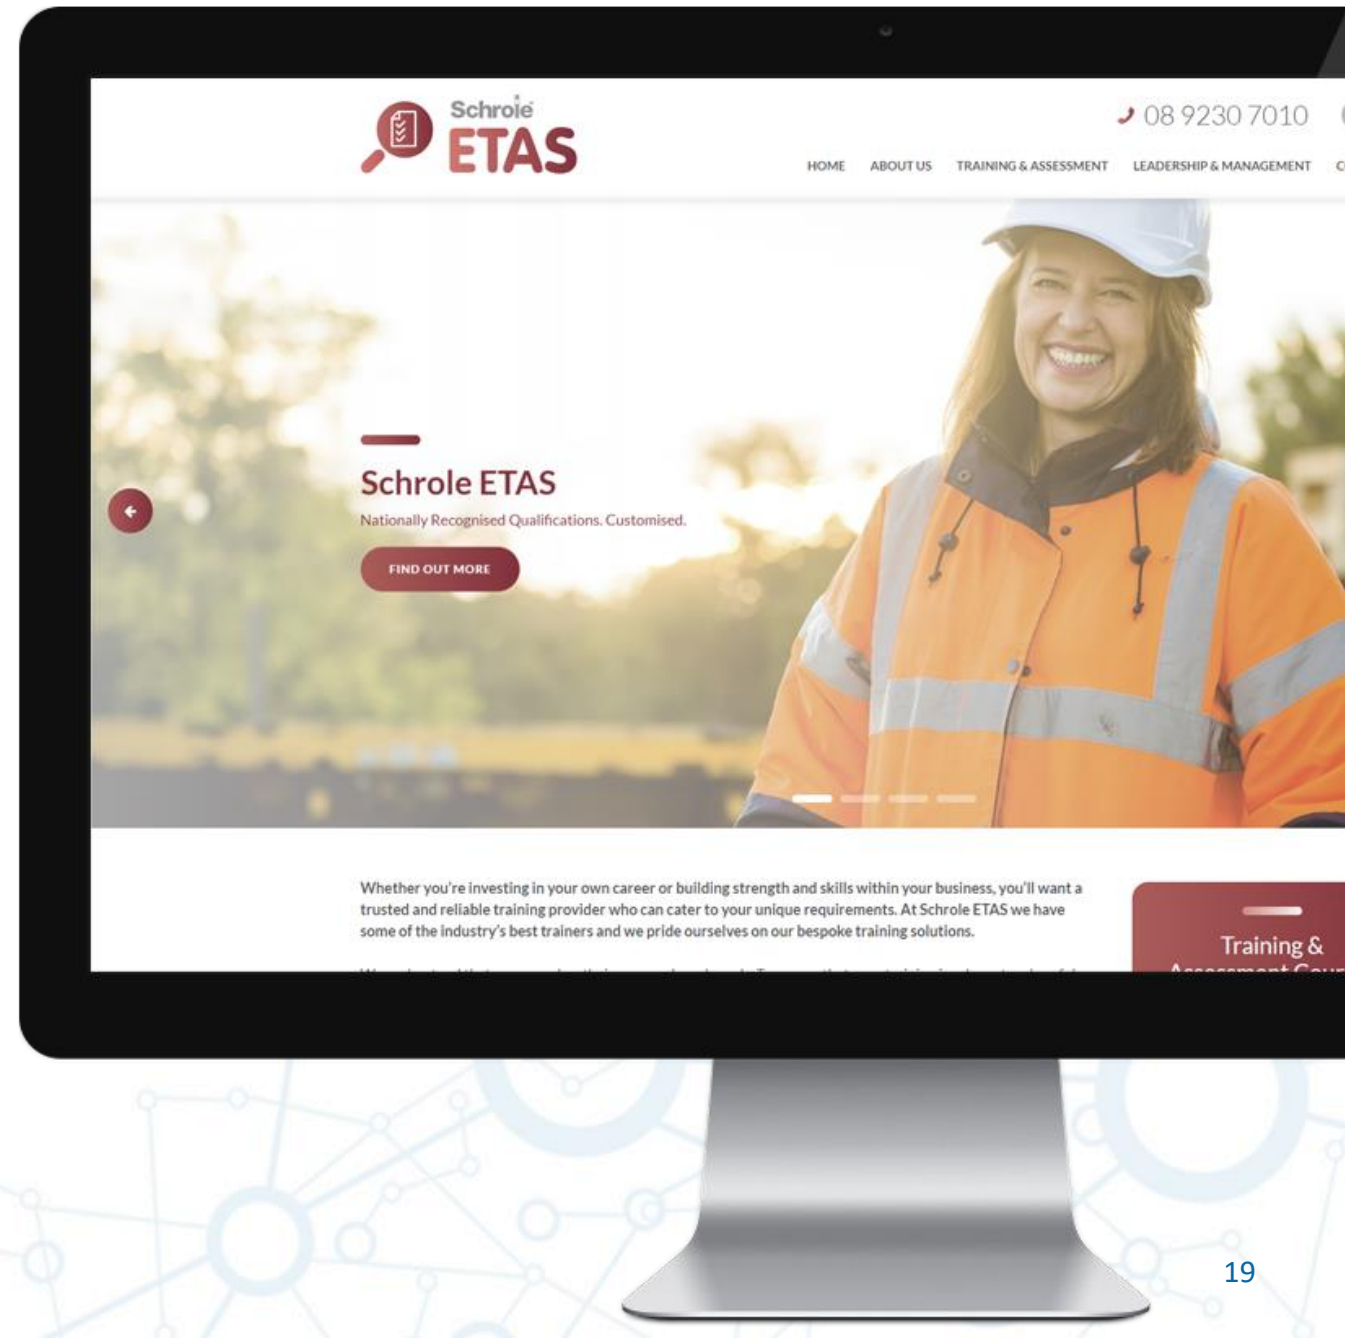 Schrole
ETAS
08 9230 7010
HOME ABOUT US TRAINING & ASSESSMENT LEADERSHIP & MANAGEMENT
Schrole ETAS
Nationally Recognised Qualifications. Customised.
FIND OUT MORE
Whether you're investing in your own career or building strength and skills within your business, you'll want a
trusted and reliable training provider who can cater to your unique requirements. At Schrole ETAS we have
some of the industry's best trainers and we pride ourselves on our bespoke training solutions.
Training &
19